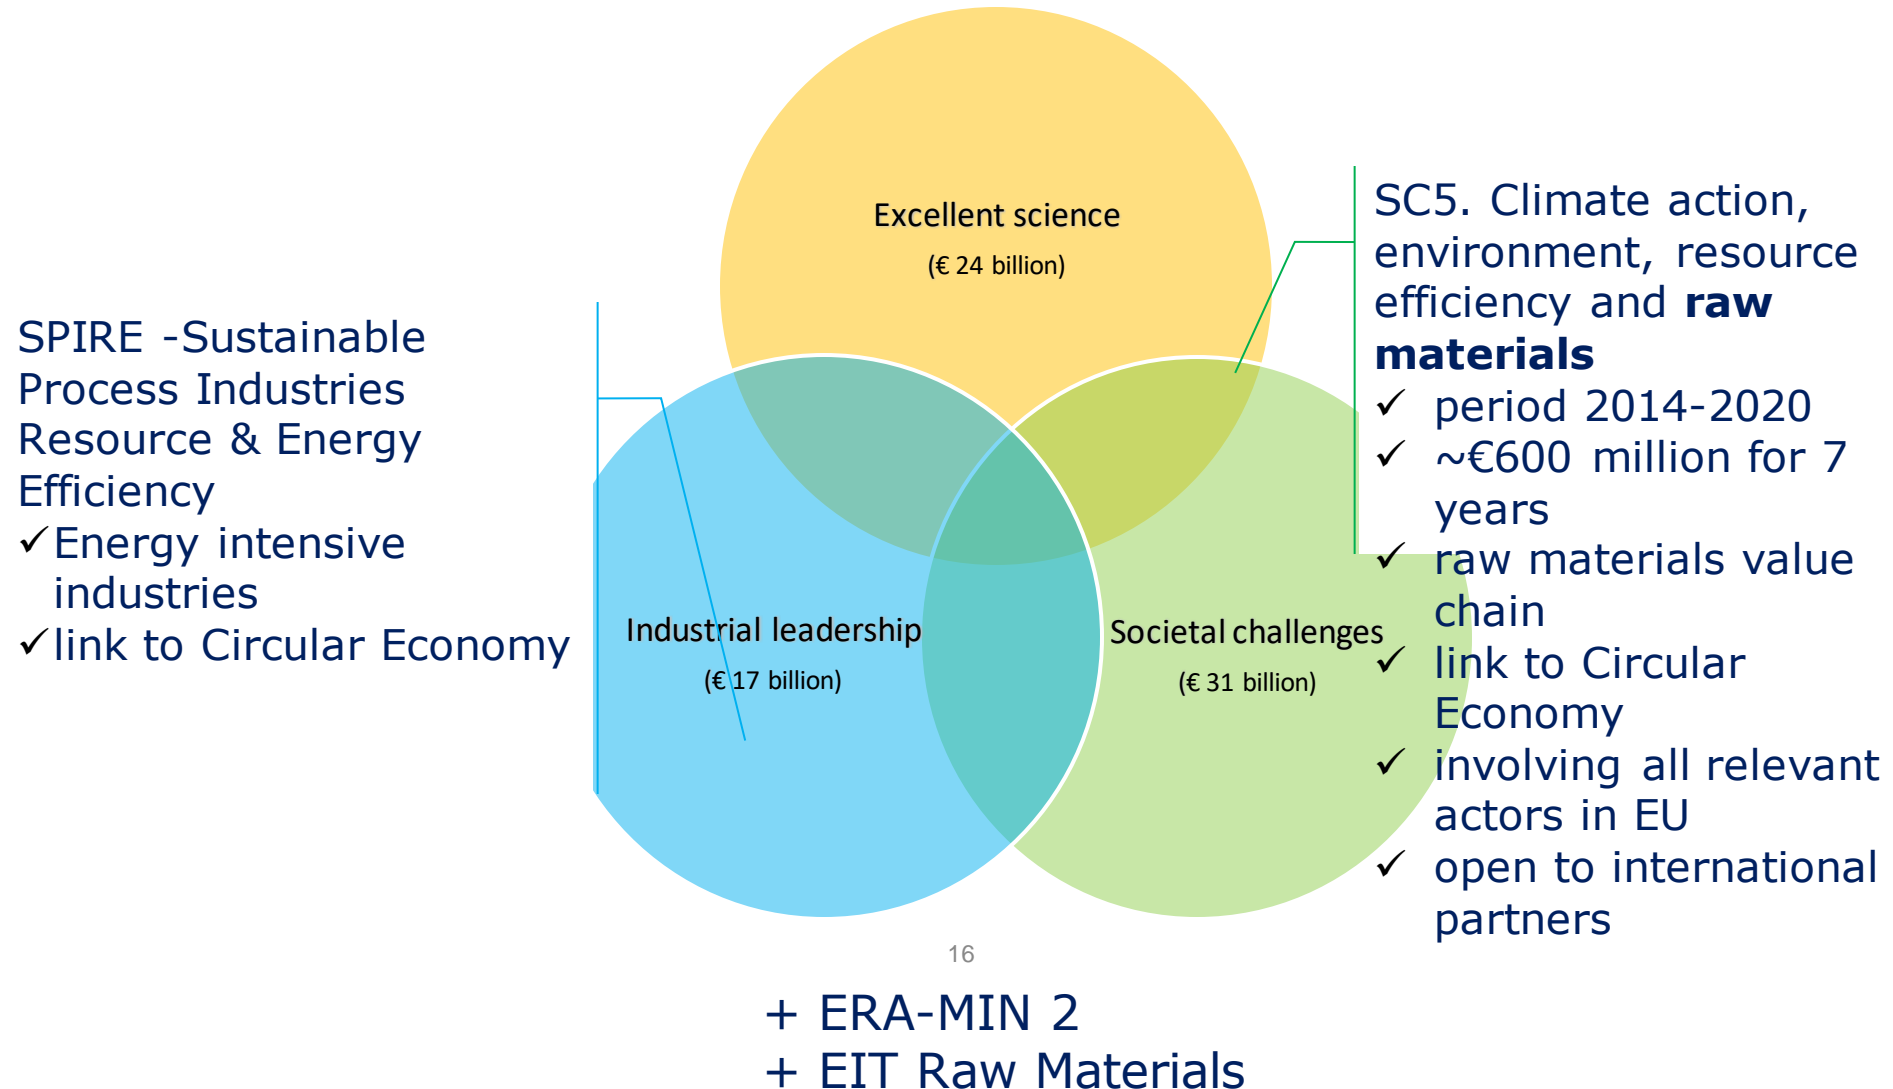 Excellent science
(€ 24 billion)
SPIRE -Sustainable
Process Industries
Resource & Energy
Efficiency
✓Energy intensive
industries
✓link to Circular Economy
Industrial leadership
(€ 17 billion)
Societal challenges
(€ 31 billion)
SC5. Climate action,
environment, resource
efficiency and raw
materials
✓ period 2014-2020
✓ ~€600 million for 7
years
✓ raw materials value
chain
✓ link to Circular
Economy
✓ involving all relevant
actors in EU
✓ open to international
partners
16
+ ERA-MIN 2
+ EIT Raw Materials